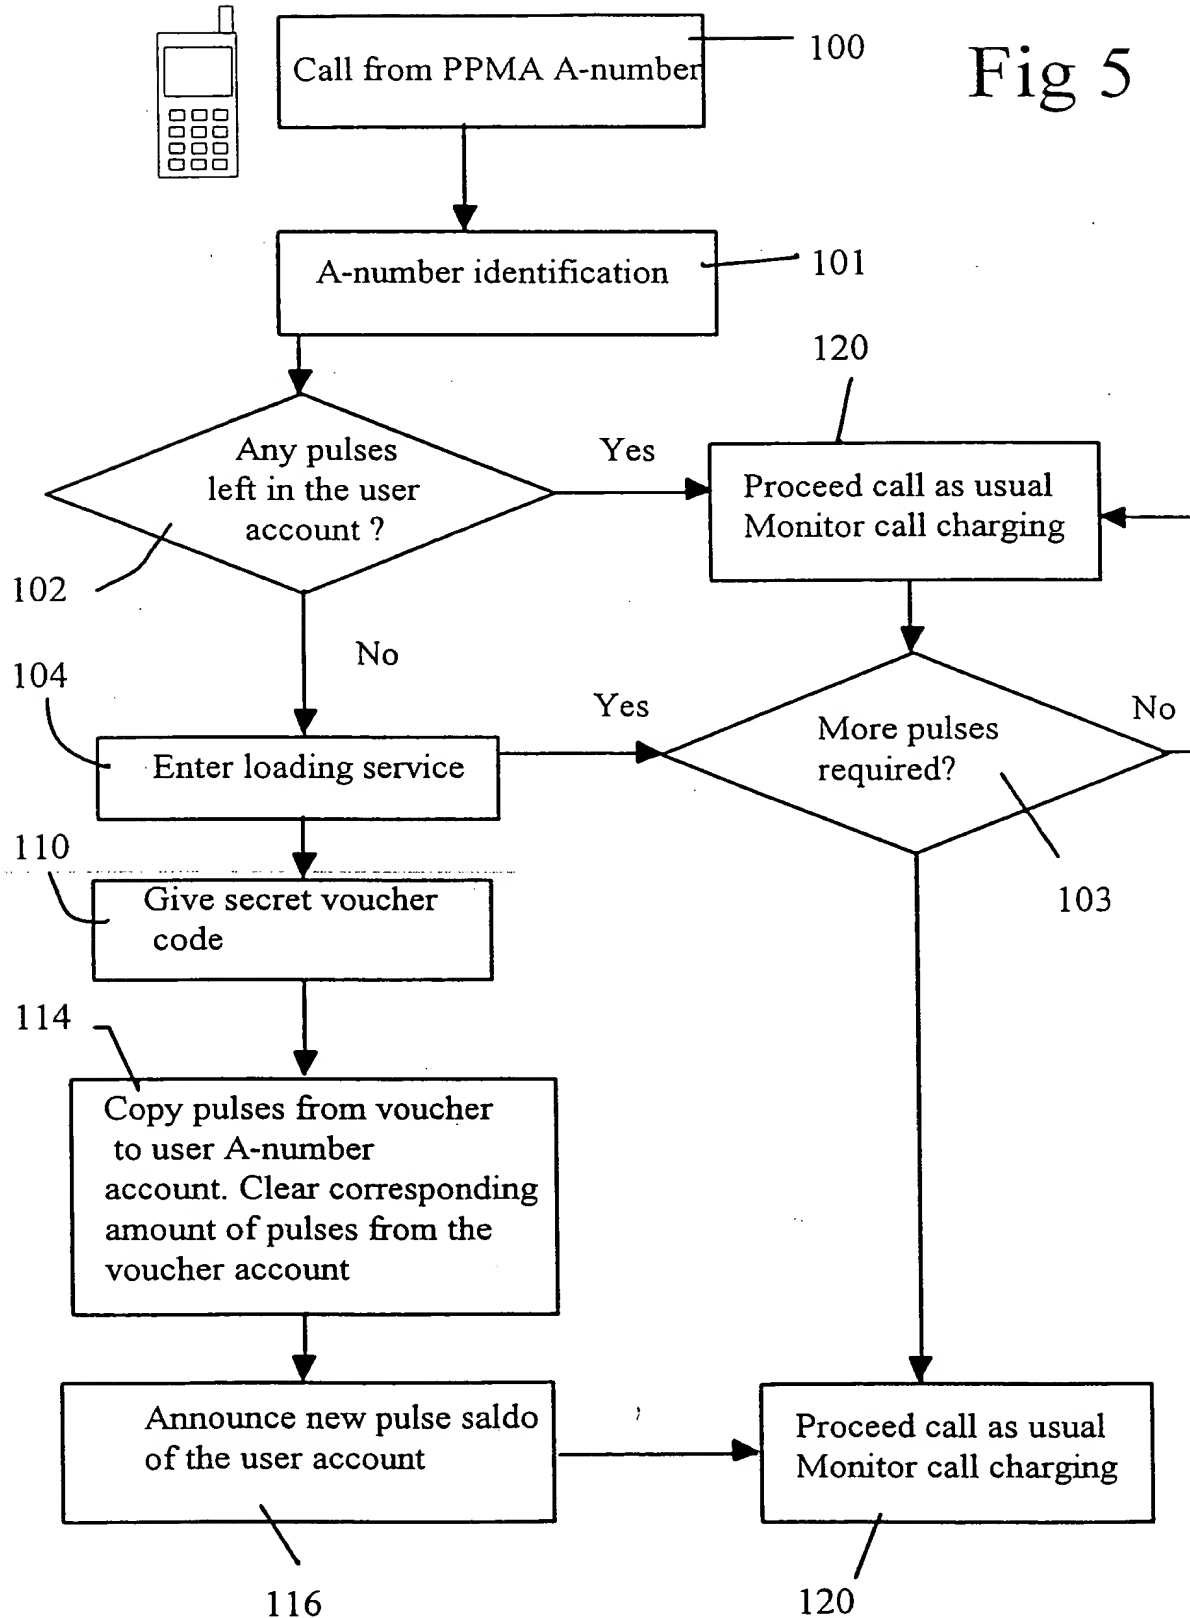 Fig 5
Call from PPMA A-number
100
A-number identification
101
120
Any pulses
left in the user
account ?
102
Yes
Proceed call as usual
Monitor call charging
No
104
Enter loading service
Yes
More pulses
required?
No
103
110
Give secret voucher
code
114
Copy pulses from voucher
to user A-number
account. Clear corresponding
amount of pulses from the
voucher account
Announce new pulse saldo
of the user account
116
Proceed call as usual
Monitor call charging
120